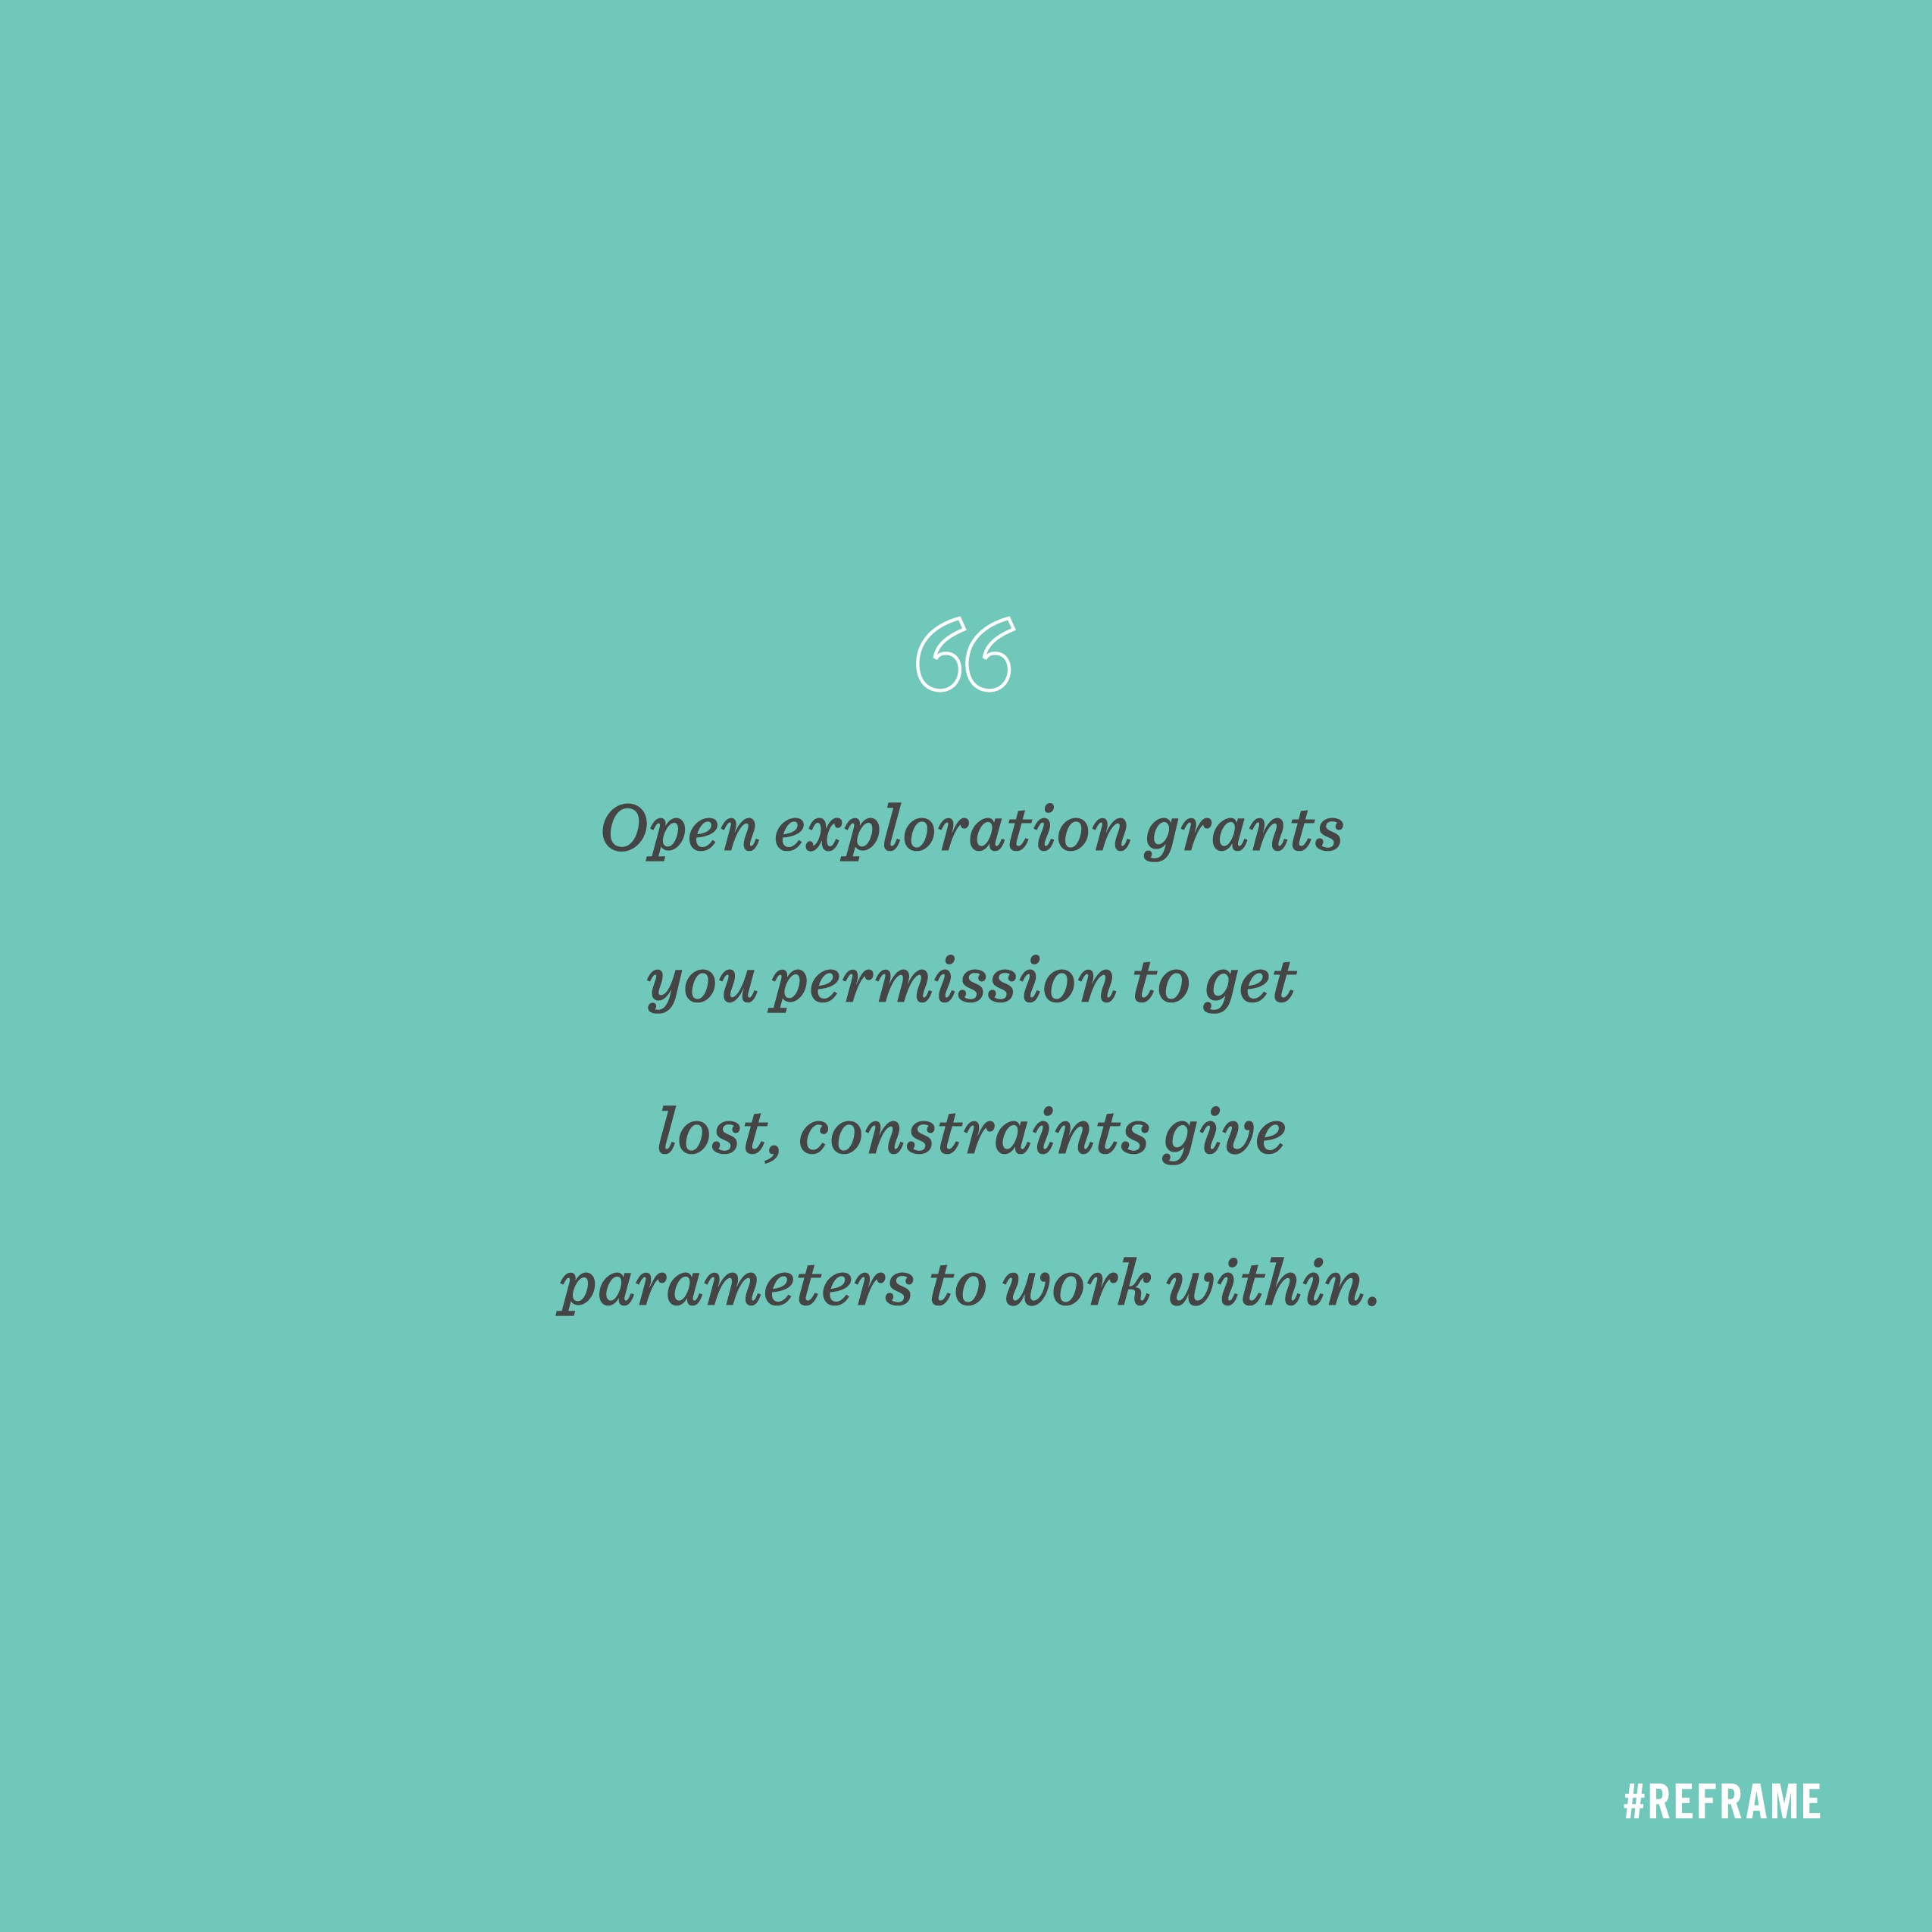 “
Open exploration grants
you permission to get
lost, constraints give
parameters to work within.
#REFRAME